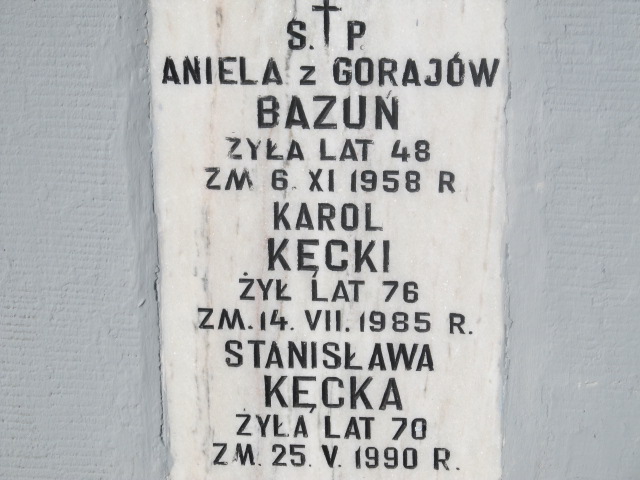 Ś. † P.
ANIELA z GORAJÓW
BAZUŃ
ŻYŁA LAT 48
ZM 6. XI 1958 R
KAROL
KĘCKI
ŻYŁ LAT 76
ZM. 14. VII. 1985 R.
STANISŁAWA
KĘCKA
ŻYŁA LAT 70
ZM. 25. V. 1990 R.